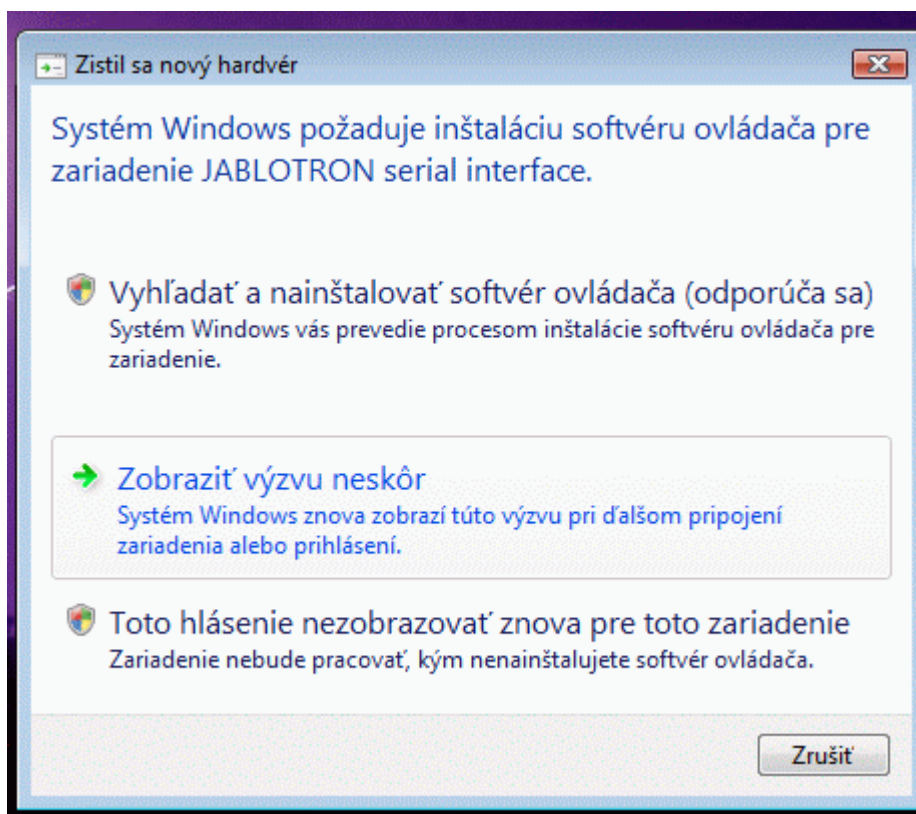 Zistil sa nový hardvér
Systém Windows požaduje inštaláciu softvéru ovládača pre
zariadenie JABLOTRON serial interface.
Vyhľadať a nainštalovať softvér ovládača (odporúča sa)
Systém Windows vás prevedie procesom inštalácie softvéru ovládača pre
zariadenie.
Zobraziť výzvu neskôr
Systém Windows znova zobrazí túto výzvu pri ďalšom pripojení
zariadenia alebo prihlásení.
Toto hlásenie nezobrazovať znova pre toto zariadenie
Zariadenie nebude pracovať, kým nenainštalujete softvér ovládača.
Zrušiť